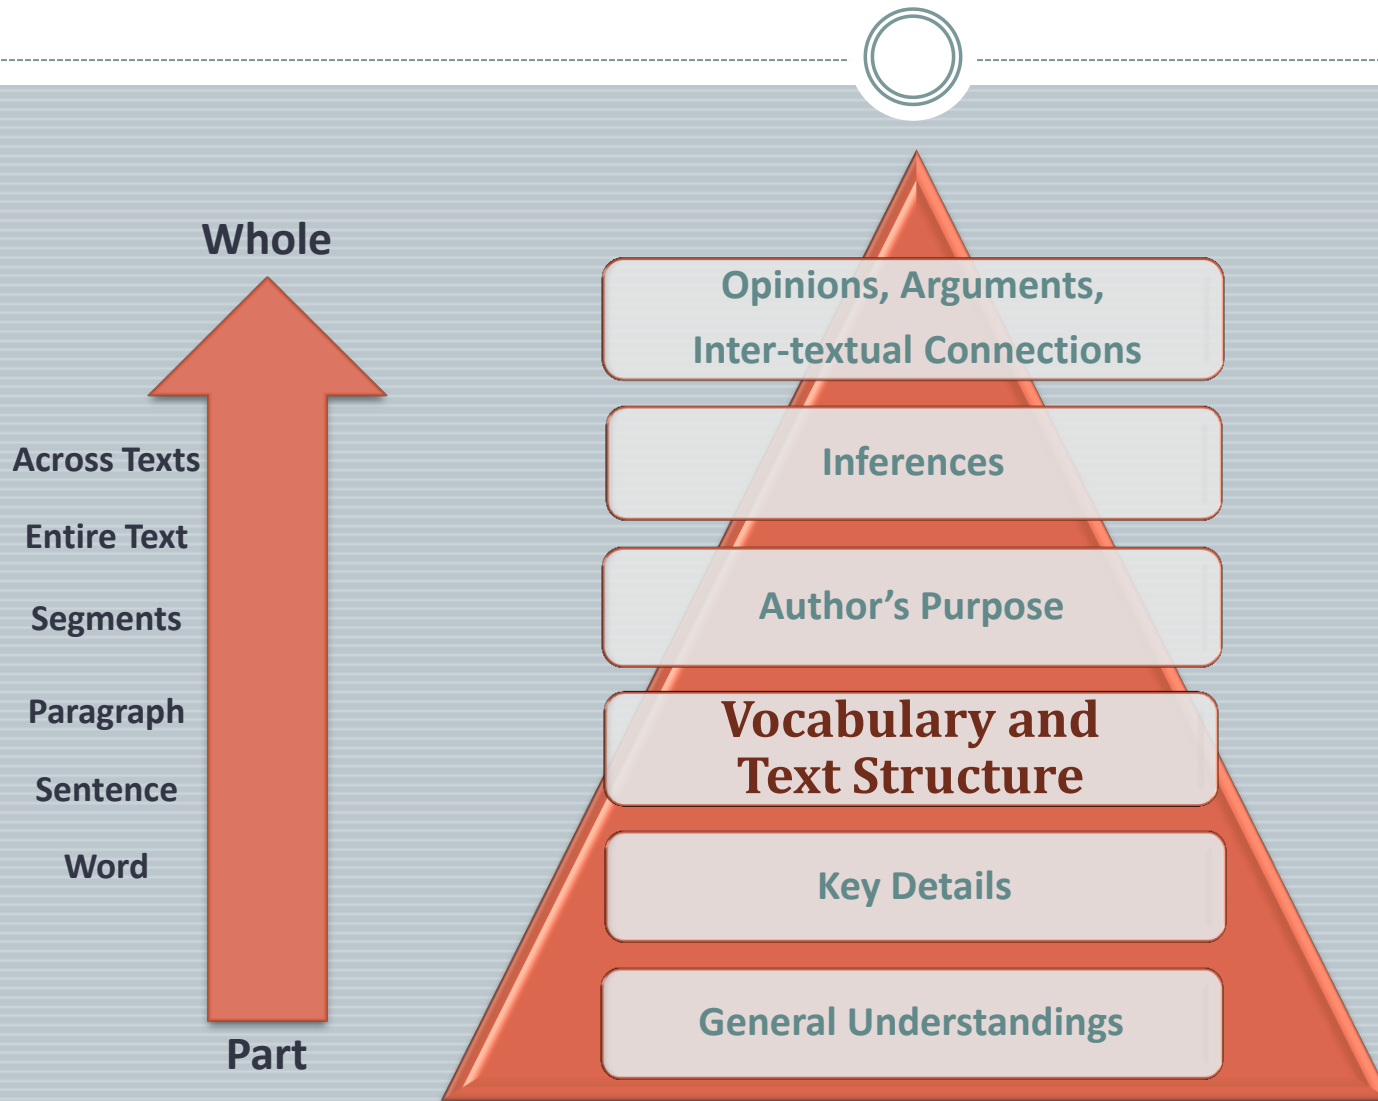 Whole
Across Texts
Entire Text
Segments
Paragraph
Sentence
Word
Part
Opinions, Arguments,
Inter-textual Connections
Inferences
Author’s Purpose
Vocabulary and
Text Structure
Key Details
General Understandings